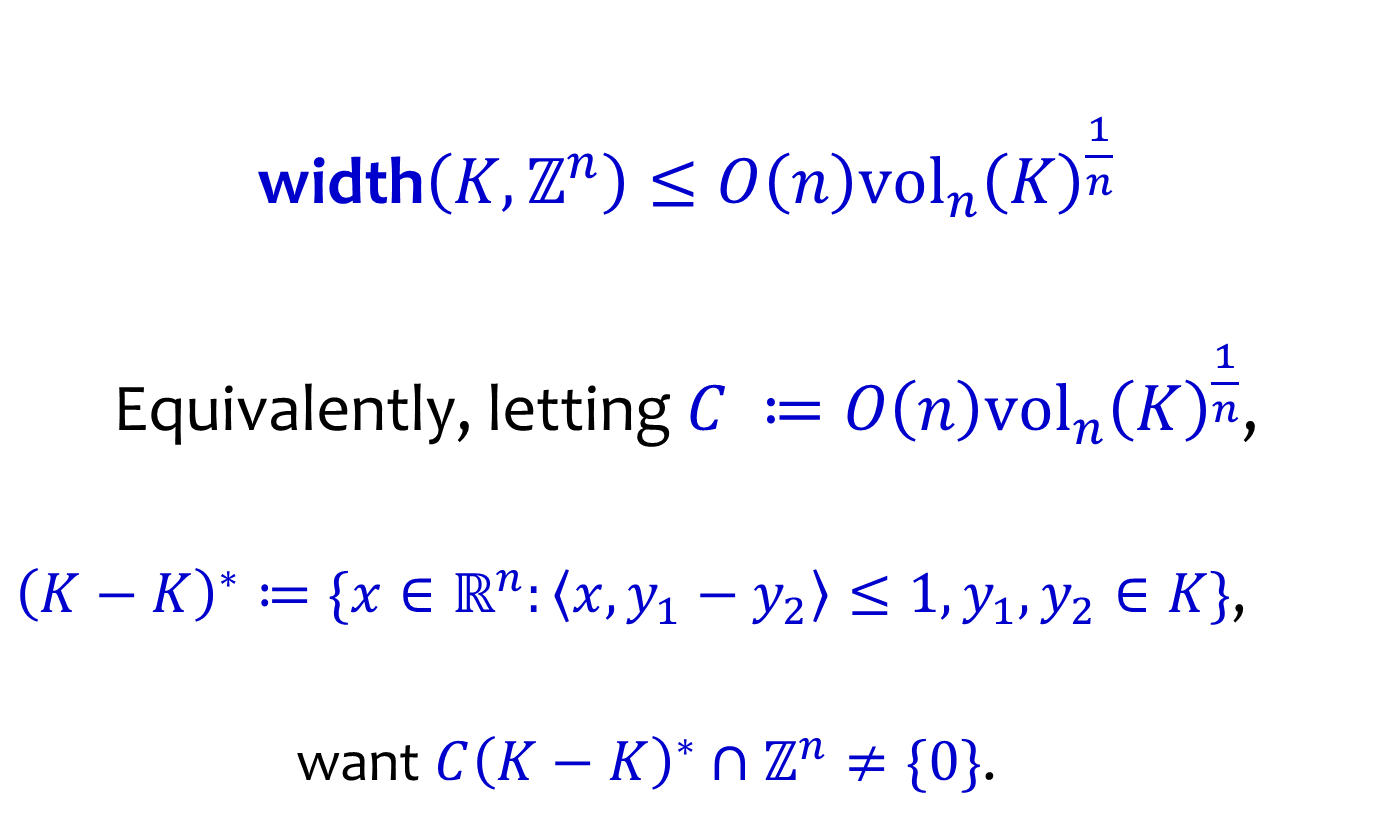 width(K, ℤⁿ) ≤ O(n)volₙ(K)^{1/n}
Equivalently, letting C := O(n)volₙ(K)^{1/n},
(K − K)* := {x ∈ ℝⁿ: ⟨x, y₁ − y₂⟩ ≤ 1, y₁, y₂ ∈ K},
want C(K − K)* ∩ ℤⁿ ≠ {0}.